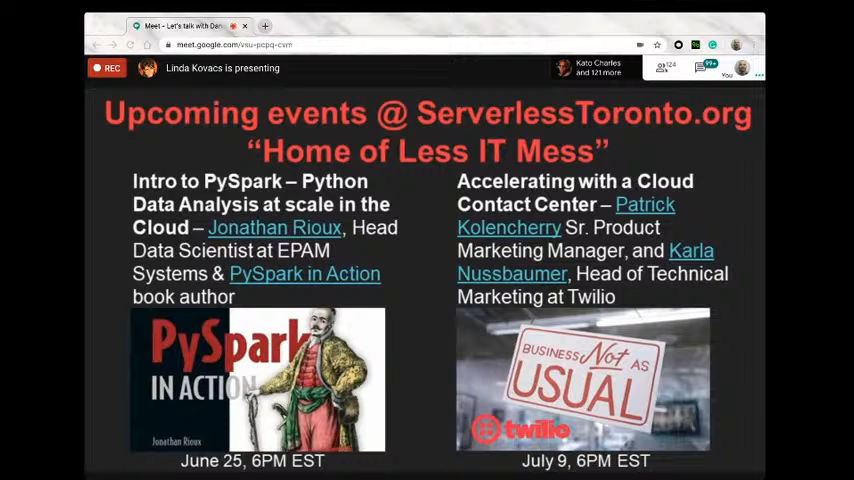 Meet - Let's talk with Dan
meet.google.com/vsu-pcpq-cvm
REC
Linda Kovacs is presenting
Kato Charles
and 121 more
124
99+
You
Upcoming events @ ServerlessToronto.org
“Home of Less IT Mess”
Intro to PySpark – Python
Data Analysis at scale in the
Cloud – Jonathan Rioux, Head
Data Scientist at EPAM
Systems & PySpark in Action
book author
PySpark
IN ACTION
Jonathan Rioux
June 25, 6PM EST
Accelerating with a Cloud
Contact Center – Patrick
Kolencherry Sr. Product
Marketing Manager, and Karla
Nussbaumer, Head of Technical
Marketing at Twilio
BUSINESS Not AS
USUAL
twilio
July 9, 6PM EST